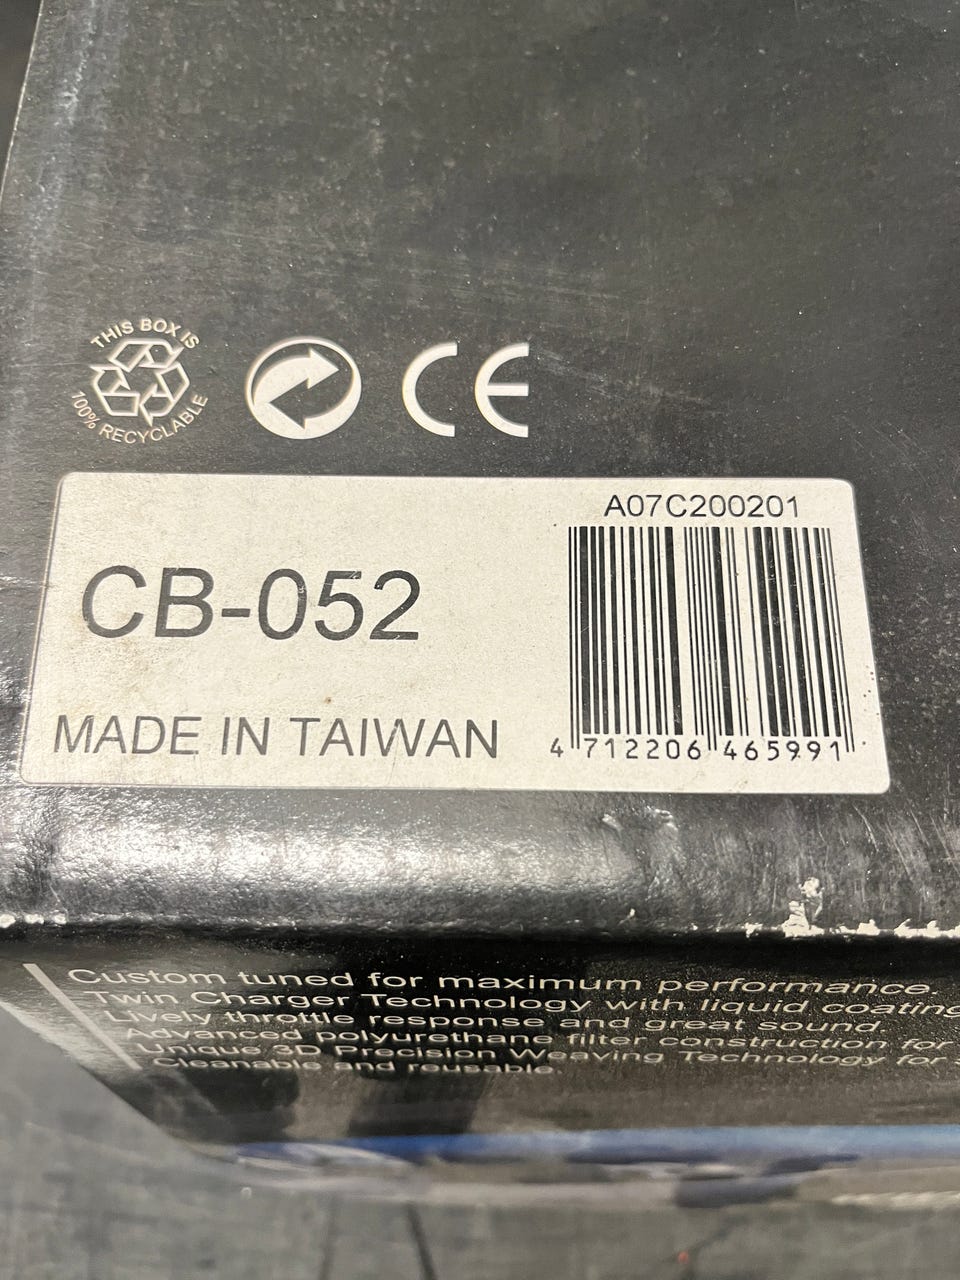 THIS BOX IS
100% RECYCLABLE
CE
A07C200201
CB-052
MADE IN TAIWAN
4 712206 465991
Custom tuned for maximum performance.
Twin Charger Technology with liquid coating
Lively throttle response and great sound
Advanced polyurethane filter construction for
Unique 3D Precision Weaving Technology for
Cleanable and reusable.